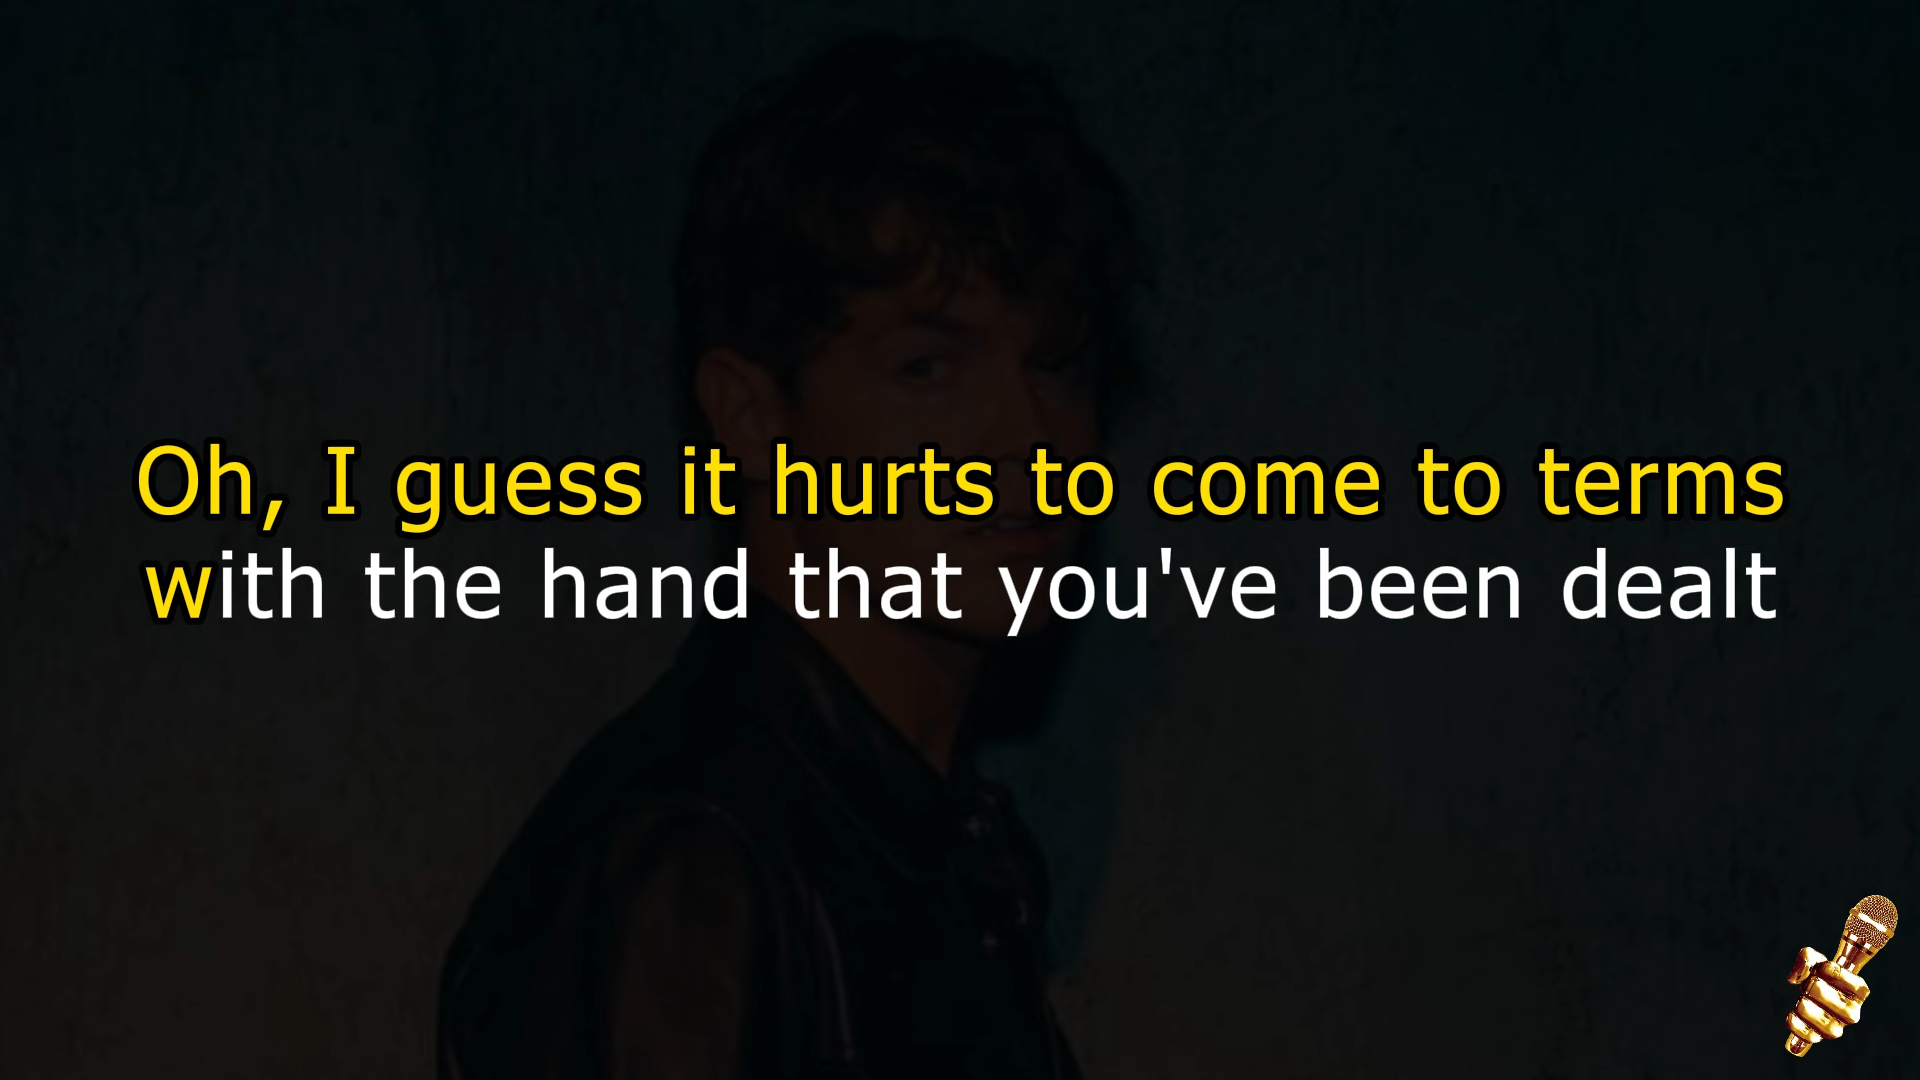 Oh, I guess it hurts to come to terms
with the hand that you've been dealt